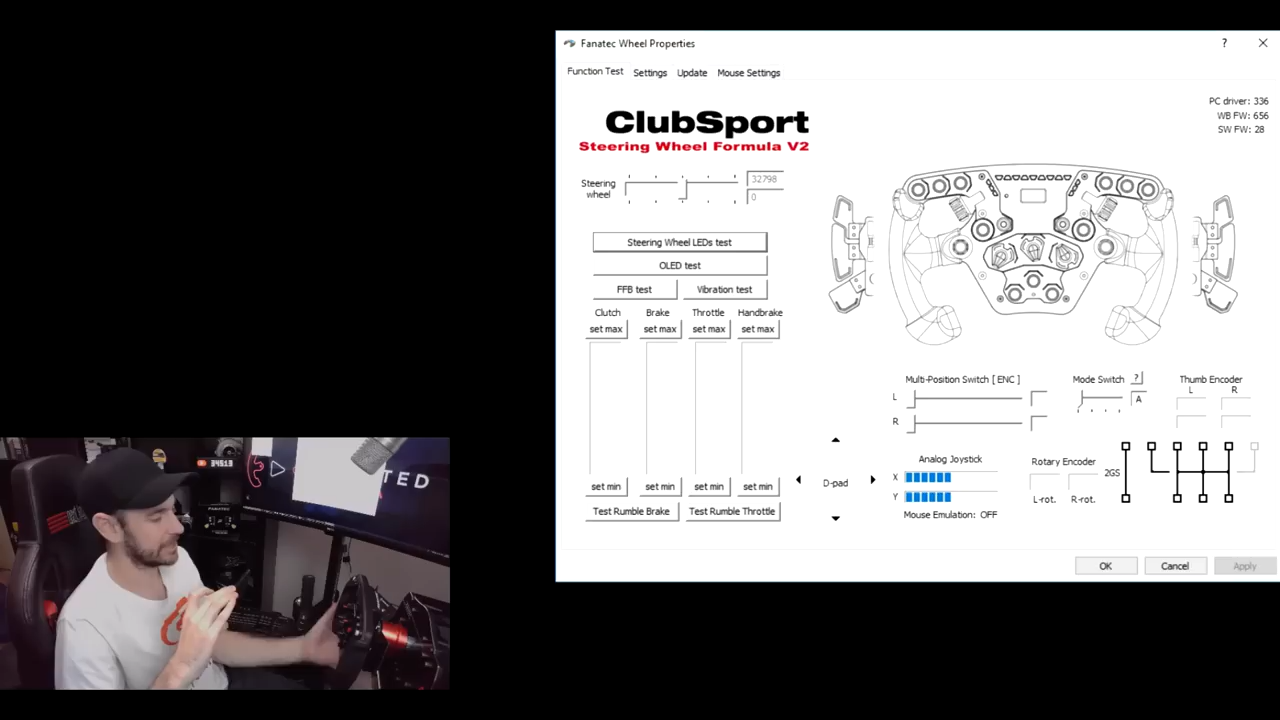 Fanatec Wheel Properties
?
Function Test
Settings
Update
Mouse Settings
PC driver: 336
WB FW: 656
SW FW: 28
ClubSport
Steering Wheel Formula V2
Steering wheel
32798
0
Steering Wheel LEDs test
OLED test
FFB test
Vibration test
Clutch
Brake
Throttle
Handbrake
set max
set max
set max
set max
set min
set min
set min
set min
Test Rumble Brake
Test Rumble Throttle
D-pad
Multi-Position Switch [ ENC ]
L
R
Mode Switch
?
A
Thumb Encoder
L
R
Analog Joystick
X
Y
Mouse Emulation: OFF
Rotary Encoder
L-rot.
R-rot.
2GS
OK
Cancel
Apply
TED